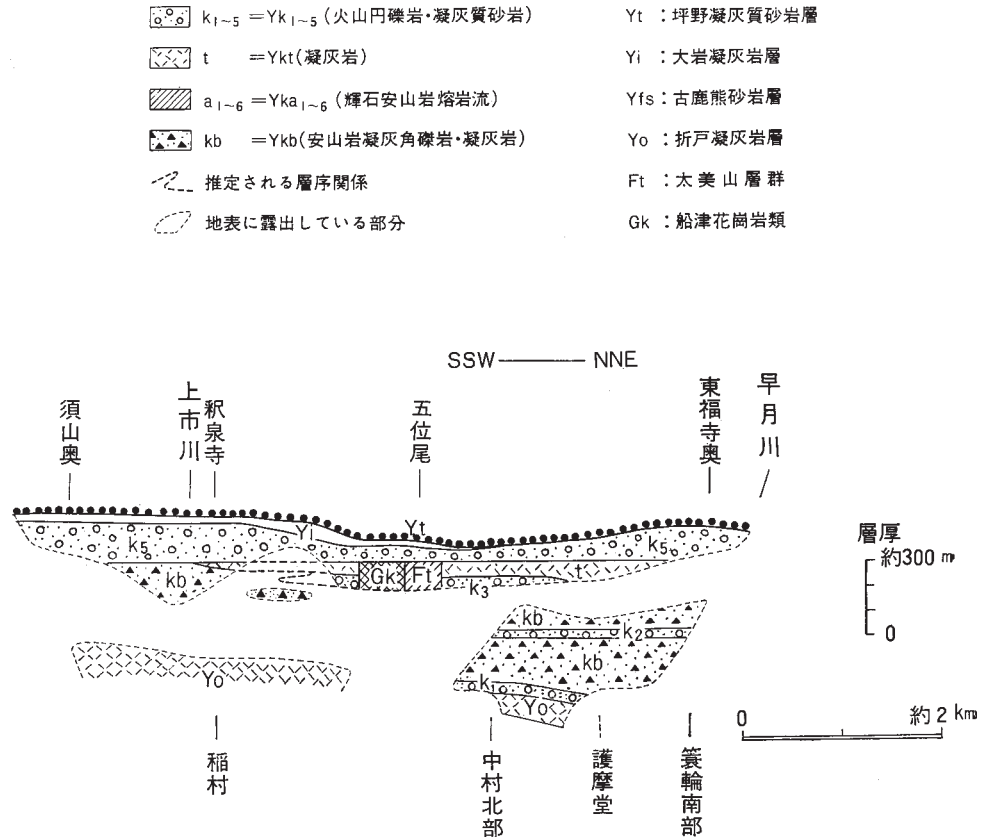 k₁~₅ =Yk₁~₅ (火山円礫岩・凝灰質砂岩)
t =Ykt(凝灰岩)
a₁~₆ =Yka₁~₆ (輝石安山岩熔岩流)
kb =Ykb(安山岩凝灰角礫岩・凝灰岩)
推定される層序関係
地表に露出している部分
Yt :坪野凝灰質砂岩層
Yi :大岩凝灰岩層
Yfs :古鹿熊砂岩層
Yo :折戸凝灰岩層
Ft :太美山層群
Gk :船津花崗岩類
SSW NNE
須山奥
上市川
釈泉寺
五位尾
東福寺奥
早月川
Yi
Yt
k₅
k₅
kb
Gk
Ft
t
k₃
kb
k₂
kb
k₁
Yo
Yo
層厚
約300 m
0
0
約2 km
稲村
中村北部
護摩堂
簑輪南部